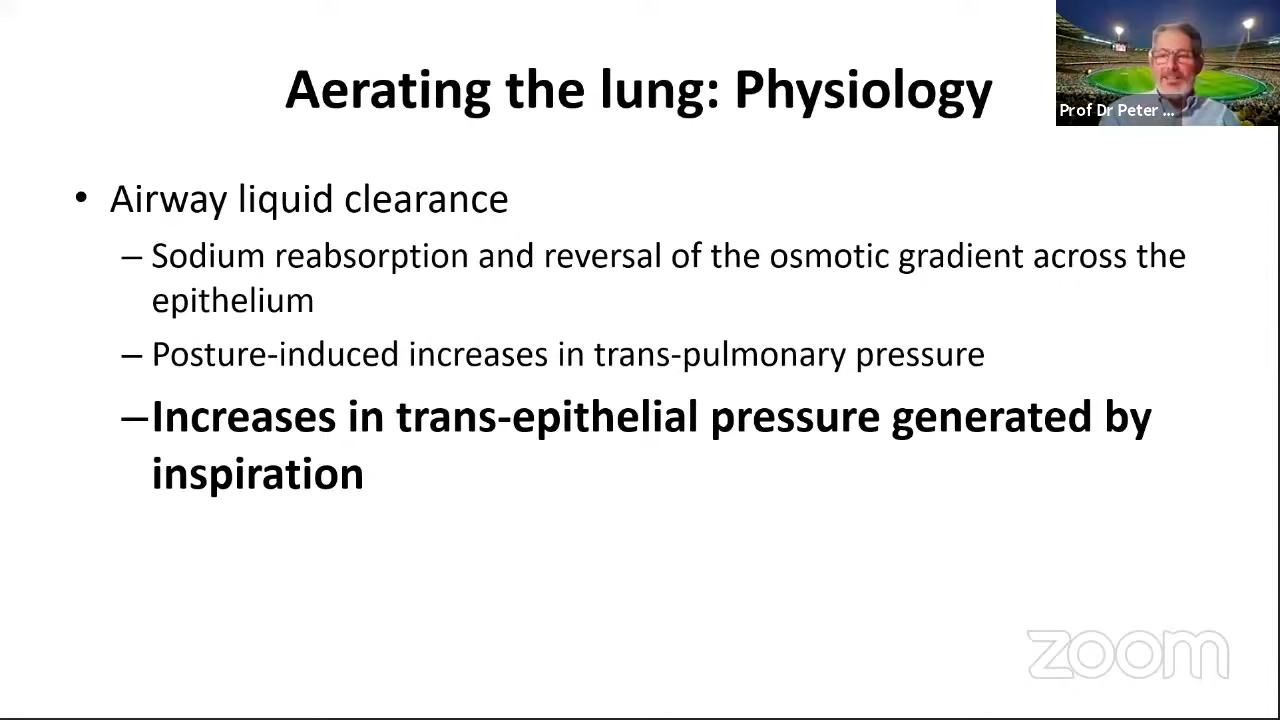 Aerating the lung: Physiology
Prof Dr Peter ...
• Airway liquid clearance
– Sodium reabsorption and reversal of the osmotic gradient across the
epithelium
– Posture-induced increases in trans-pulmonary pressure
–Increases in trans-epithelial pressure generated by
inspiration
zoom